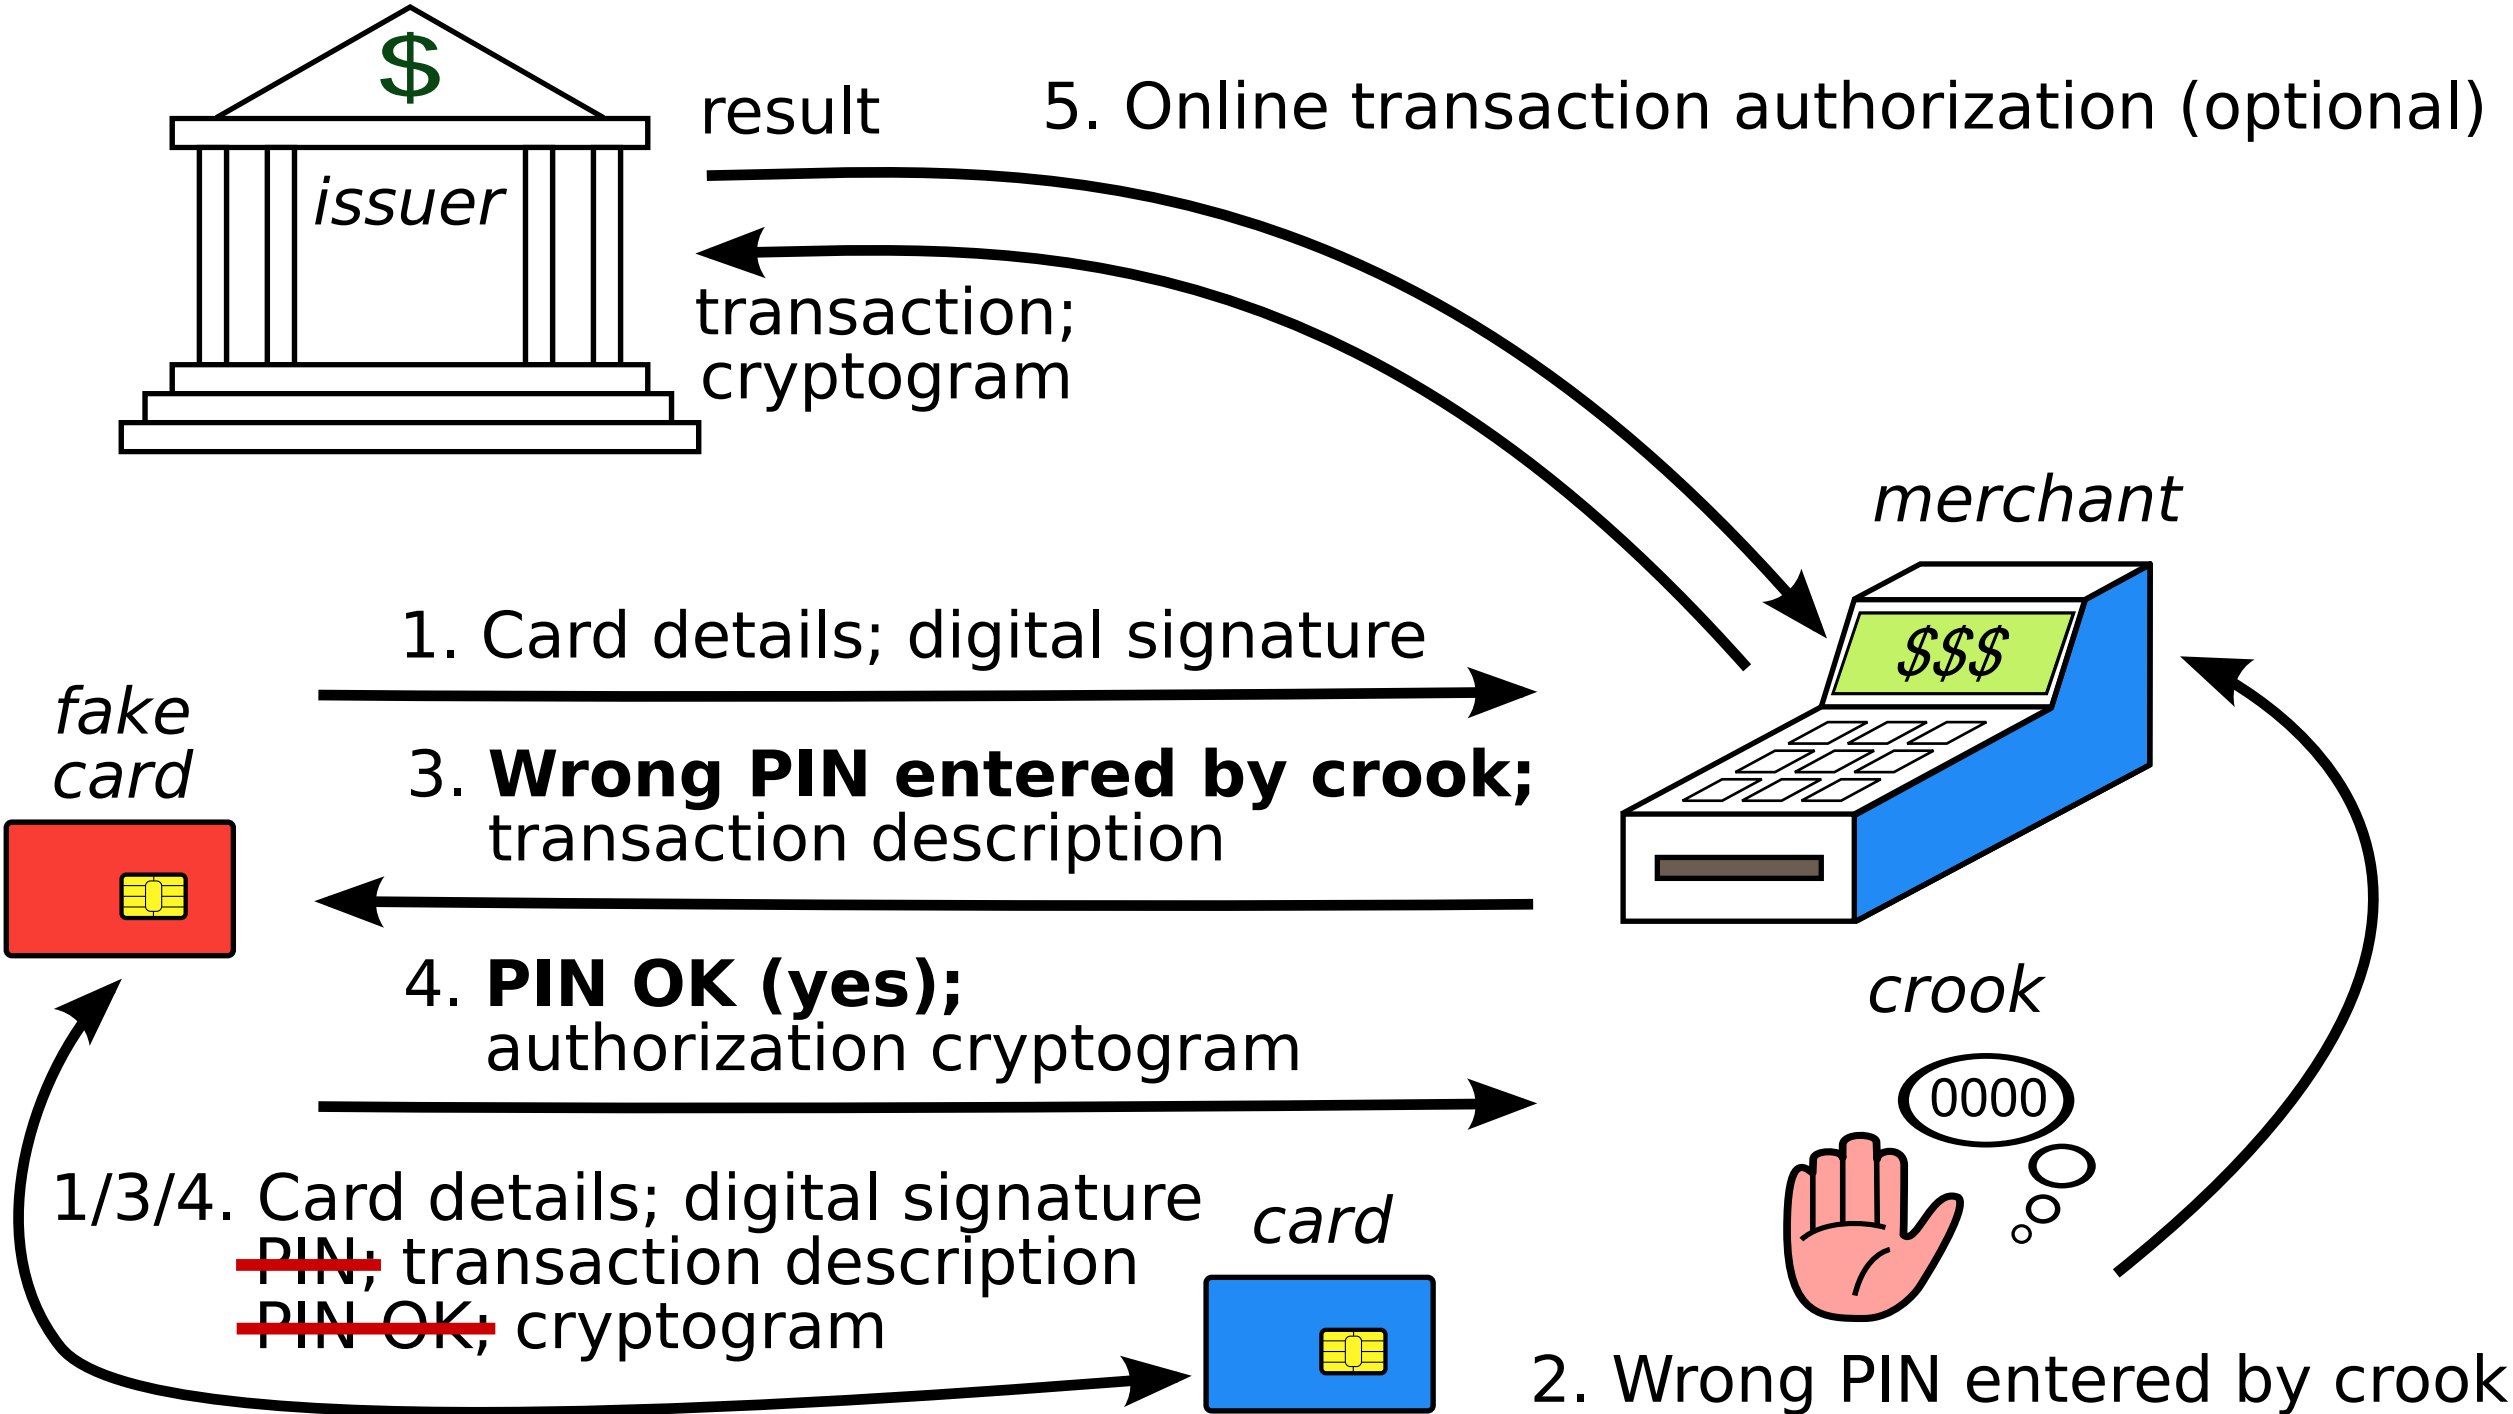 $
issuer
result
5. Online transaction authorization (optional)
transaction;
cryptogram
merchant
$$$
1. Card details; digital signature
fake
card
3. Wrong PIN entered by crook;
transaction description
4. PIN OK (yes);
authorization cryptogram
crook
0000
1/3/4. Card details; digital signature
PIN; transaction description
PIN OK; cryptogram
card
2. Wrong PIN entered by crook